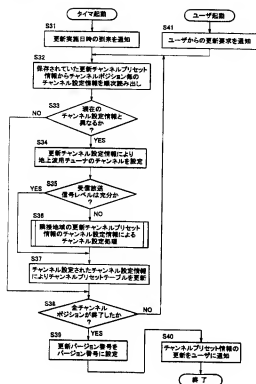 タイマ起動
ユーザ起動
S31
更新実施日時の到来を通知
S41
ユーザからの更新要求を通知
S32
保存されていた更新チャンネルプリセット
情報からチャンネルポジション毎の
チャンネル設定情報を順次読み出し
S33
現在の
チャンネル設定情報と
異なるか
?
NO
YES
S34
更新チャンネル設定情報により
地上波用チューナのチャンネルを設定
S35
受信放送
信号レベルは充分か
?
YES
NO
S36
隣接地域の更新チャンネルプリセット
情報のチャンネル設定情報による
チャンネル設定処理
S37
チャンネル設定されたチャンネル設定情報
によりチャンネルプリセットテーブルを更新
S38
全チャンネル
ポジションが終了したか
?
NO
YES
S39
更新バージョン番号を
バージョン番号に設定
S40
チャンネルプリセット情報の
更新をユーザに通知
終了